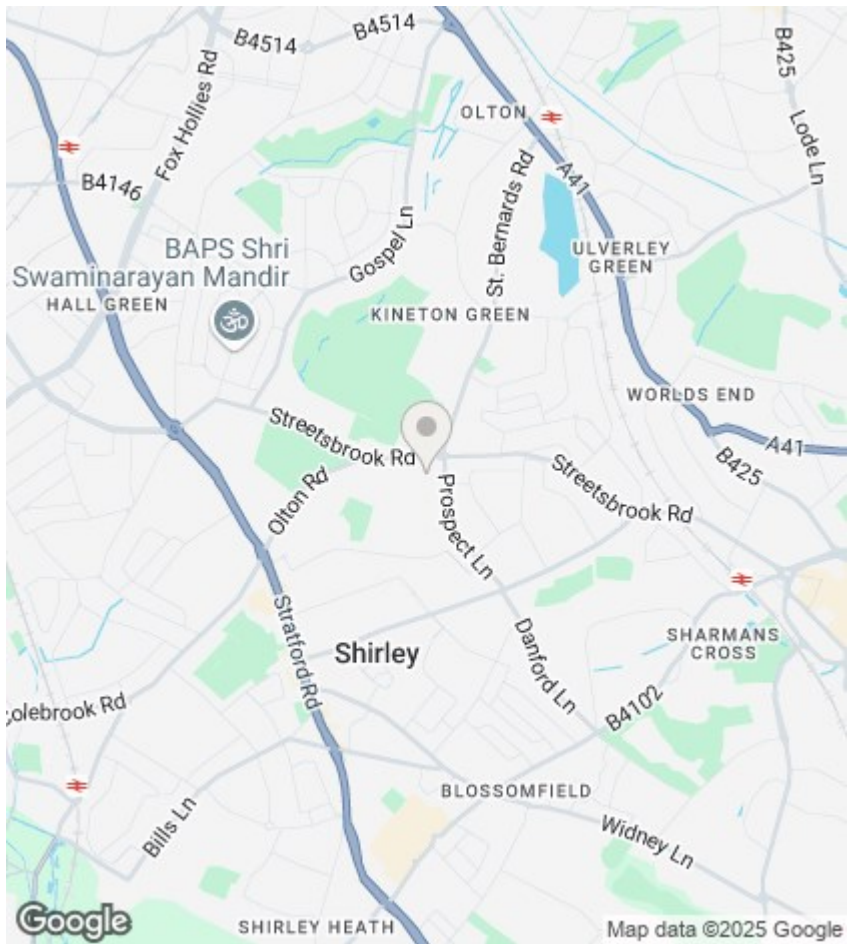 B4514
B4514
B425
Fox Hollies Rd
OLTON
Lode Ln
B4146
A41
St. Bernards Rd
BAPS Shri
Swaminarayan Mandir
Gospel Ln
ULVERLEY
GREEN
HALL GREEN
KINETON GREEN
WORLDS END
Streetsbrook Rd
A41
B425
Olton Rd
Prospect Ln
Streetsbrook Rd
Stratford Rd
Shirley
Danford Ln
SHARMANS
CROSS
Colebrook Rd
B4102
Bills Ln
BLOSSOMFIELD
Widney Ln
Google
SHIRLEY HEATH
Map data ©2025 Google